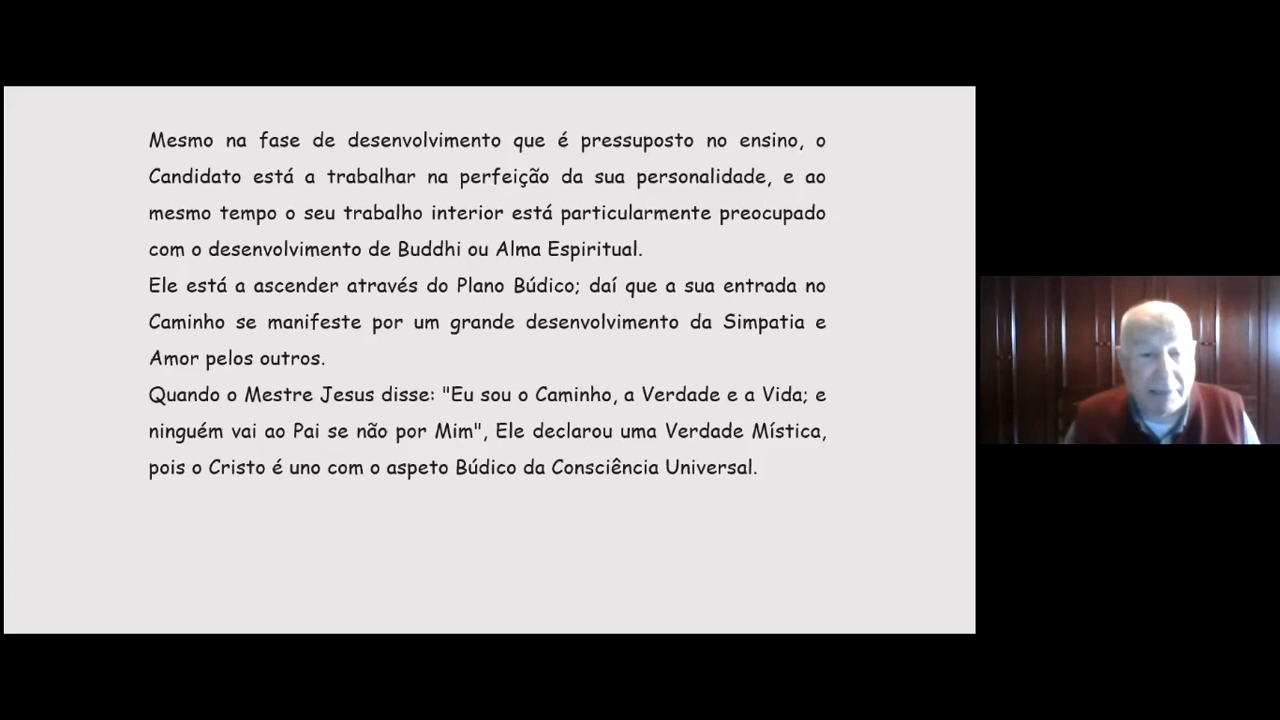 Mesmo na fase de desenvolvimento que é pressuposto no ensino, o
Candidato está a trabalhar na perfeição da sua personalidade, e ao
mesmo tempo o seu trabalho interior está particularmente preocupado
com o desenvolvimento de Buddhi ou Alma Espiritual.
Ele está a ascender através do Plano Búdico; daí que a sua entrada no
Caminho se manifeste por um grande desenvolvimento da Simpatia e
Amor pelos outros.
Quando o Mestre Jesus disse: "Eu sou o Caminho, a Verdade e a Vida; e
ninguém vai ao Pai se não por Mim", Ele declarou uma Verdade Mística,
pois o Cristo é uno com o aspeto Búdico da Consciência Universal.